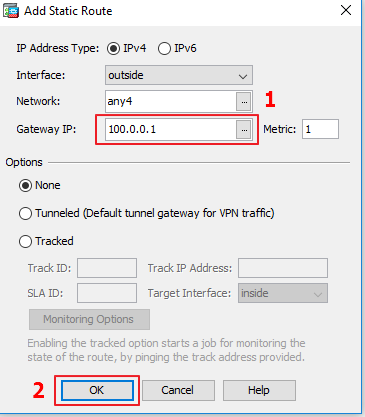 Add Static Route
IP Address Type: IPv4 IPv6
Interface: outside
Network: any4 ... 1
Gateway IP: 100.0.0.1 ... Metric: 1
Options
None
Tunneled (Default tunnel gateway for VPN traffic)
Tracked
Track ID: Track IP Address:
SLA ID: Target Interface: inside
Monitoring Options
Enabling the tracked option starts a job for monitoring the
state of the route, by pinging the track address provided.
2 OK Cancel Help